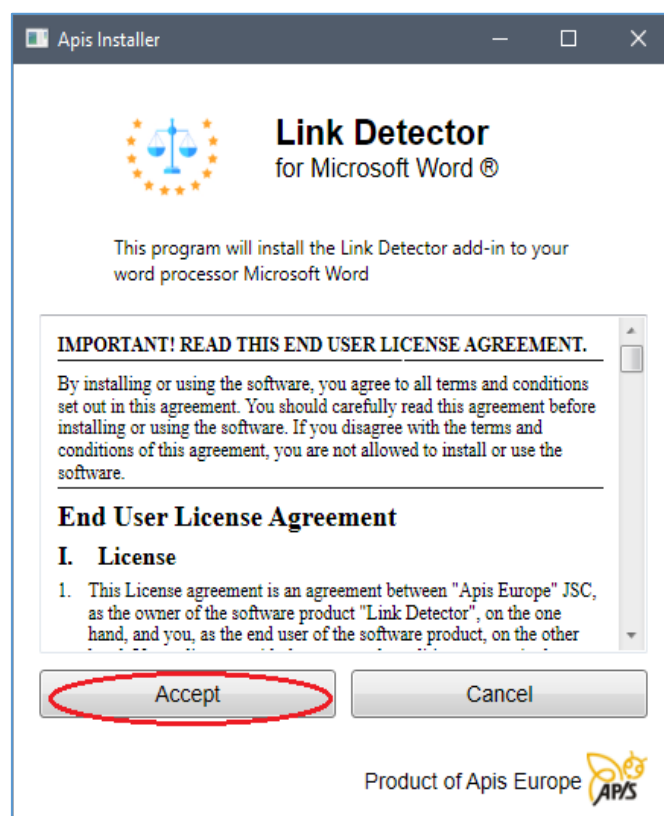 Apis Installer
Link Detector
for Microsoft Word ®
This program will install the Link Detector add-in to your
word processor Microsoft Word
IMPORTANT! READ THIS END USER LICENSE AGREEMENT.
By installing or using the software, you agree to all terms and conditions
set out in this agreement. You should carefully read this agreement before
installing or using the software. If you disagree with the terms and
conditions of this agreement, you are not allowed to install or use the
software.
End User License Agreement
I. License
1. This License agreement is an agreement between "Apis Europe" JSC,
as the owner of the software product "Link Detector", on the one
hand, and you, as the end user of the software product, on the other
Accept
Cancel
Product of Apis Europe
APIS